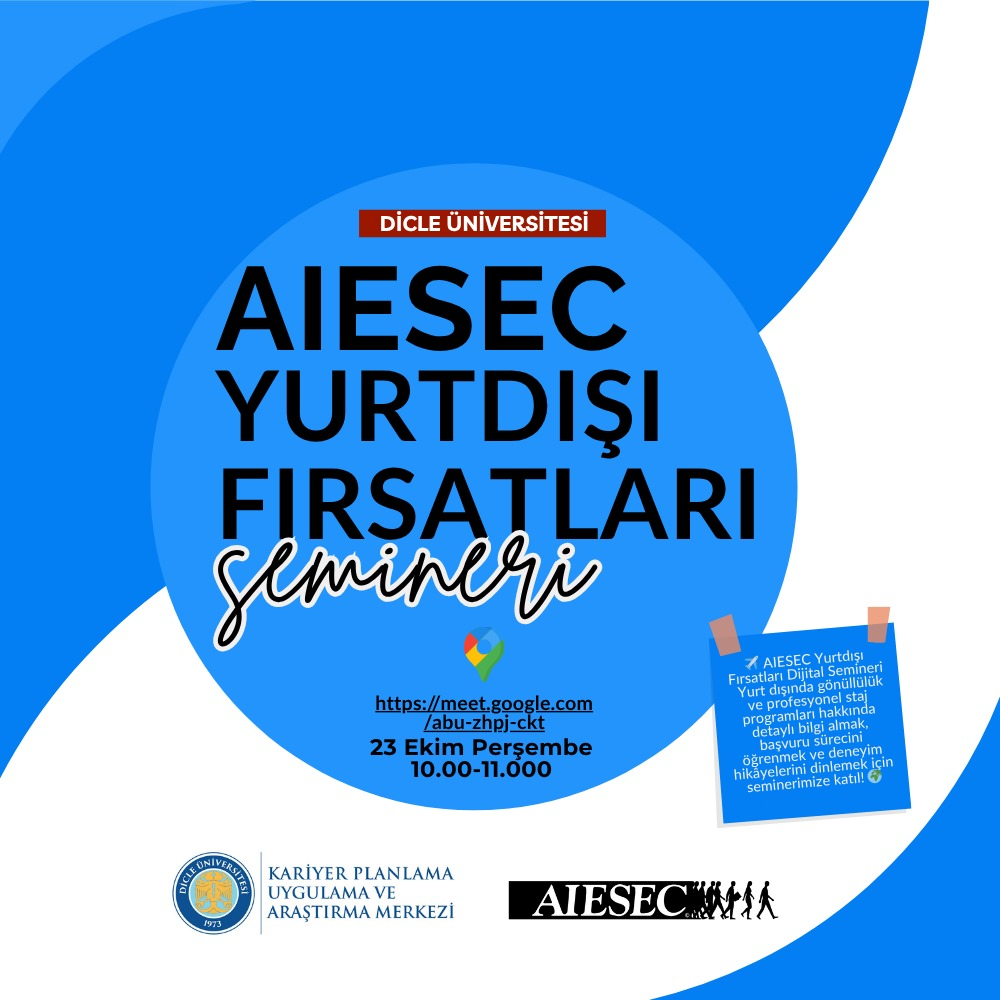 DİCLE ÜNİVERSİTESİ
AIESEC
YURTDIŞI
FIRSATLARI
semineri
https://meet.google.com
/abu-zhpj-ckt
23 Ekim Perşembe
10.00-11.000
✈️ AIESEC Yurtdışı
Fırsatları Dijital Semineri
Yurt dışında gönüllülük
ve profesyonel staj
programları hakkında
detaylı bilgi almak,
başvuru sürecini
öğrenmek ve deneyim
hikâyelerini dinlemek için
seminerimize katıl! 🌍
DİCLE ÜNİVERSİTESİ
1973
KARİYER PLANLAMA
UYGULAMA VE
ARAŞTIRMA MERKEZİ
AIESEC